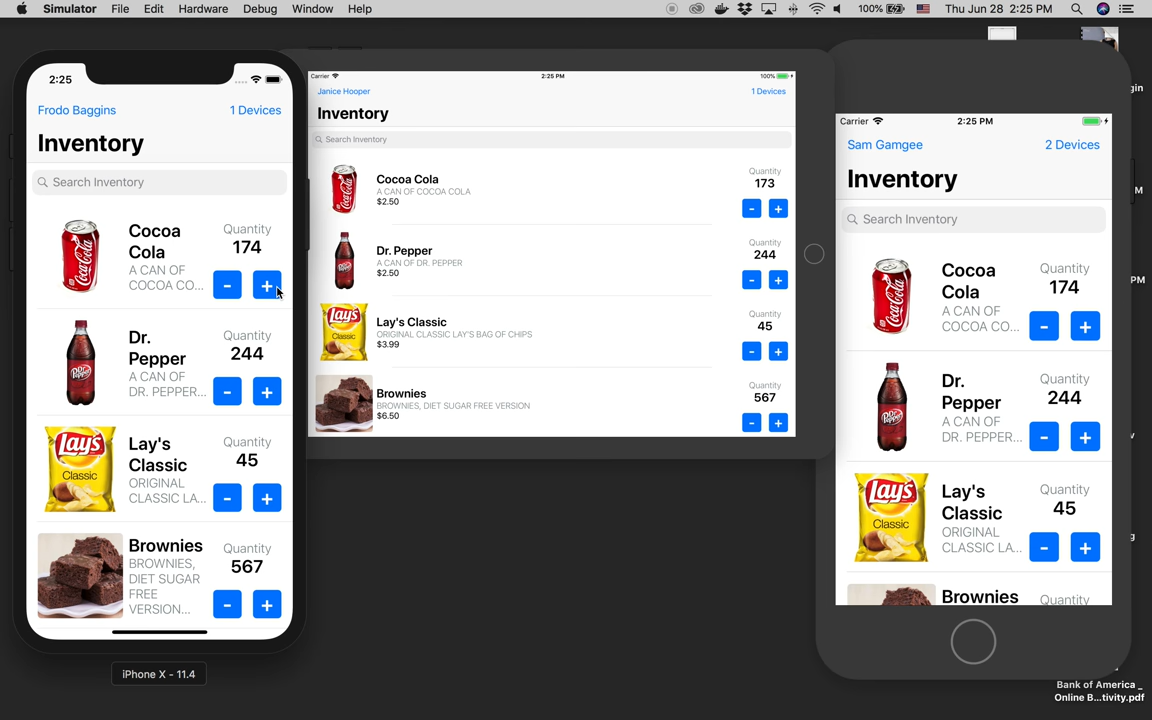 Simulator File Edit Hardware Debug Window Help
100% Thu Jun 28 2:25 PM
2:25
Frodo Baggins 1 Devices
Inventory
Search Inventory
Cocoa
Cola
A CAN OF
COCOA CO...
Quantity
174
- +
Dr.
Pepper
A CAN OF
DR. PEPPER...
Quantity
244
- +
Lay's
Classic
ORIGINAL
CLASSIC LA...
Quantity
45
- +
Brownies
BROWNIES,
DIET SUGAR
FREE
VERSION...
Quantity
567
- +
iPhone X - 11.4
Carrier 2:25 PM 100%
Janice Hooper 1 Devices
Inventory
Search Inventory
Cocoa Cola
A CAN OF COCOA COLA
$2.50
Quantity
173
- +
Dr. Pepper
A CAN OF DR. PEPPER
$2.50
Quantity
244
- +
Lay's Classic
ORIGINAL CLASSIC LAY'S BAG OF CHIPS
$3.99
Quantity
45
- +
Brownies
BROWNIES, DIET SUGAR FREE VERSION
$6.50
Quantity
567
- +
Carrier 2:25 PM
Sam Gamgee 2 Devices
Inventory
Search Inventory
Cocoa
Cola
A CAN OF
COCOA CO...
Quantity
174
- +
Dr.
Pepper
A CAN OF
DR. PEPPER...
Quantity
244
- +
Lay's
Classic
ORIGINAL
CLASSIC LA...
Quantity
45
- +
Brownies
Quantity
Coca-Cola
Dr Pepper
Lay's
Classic
gin
M
PM
Bank of America _
Online B...tivity.pdf